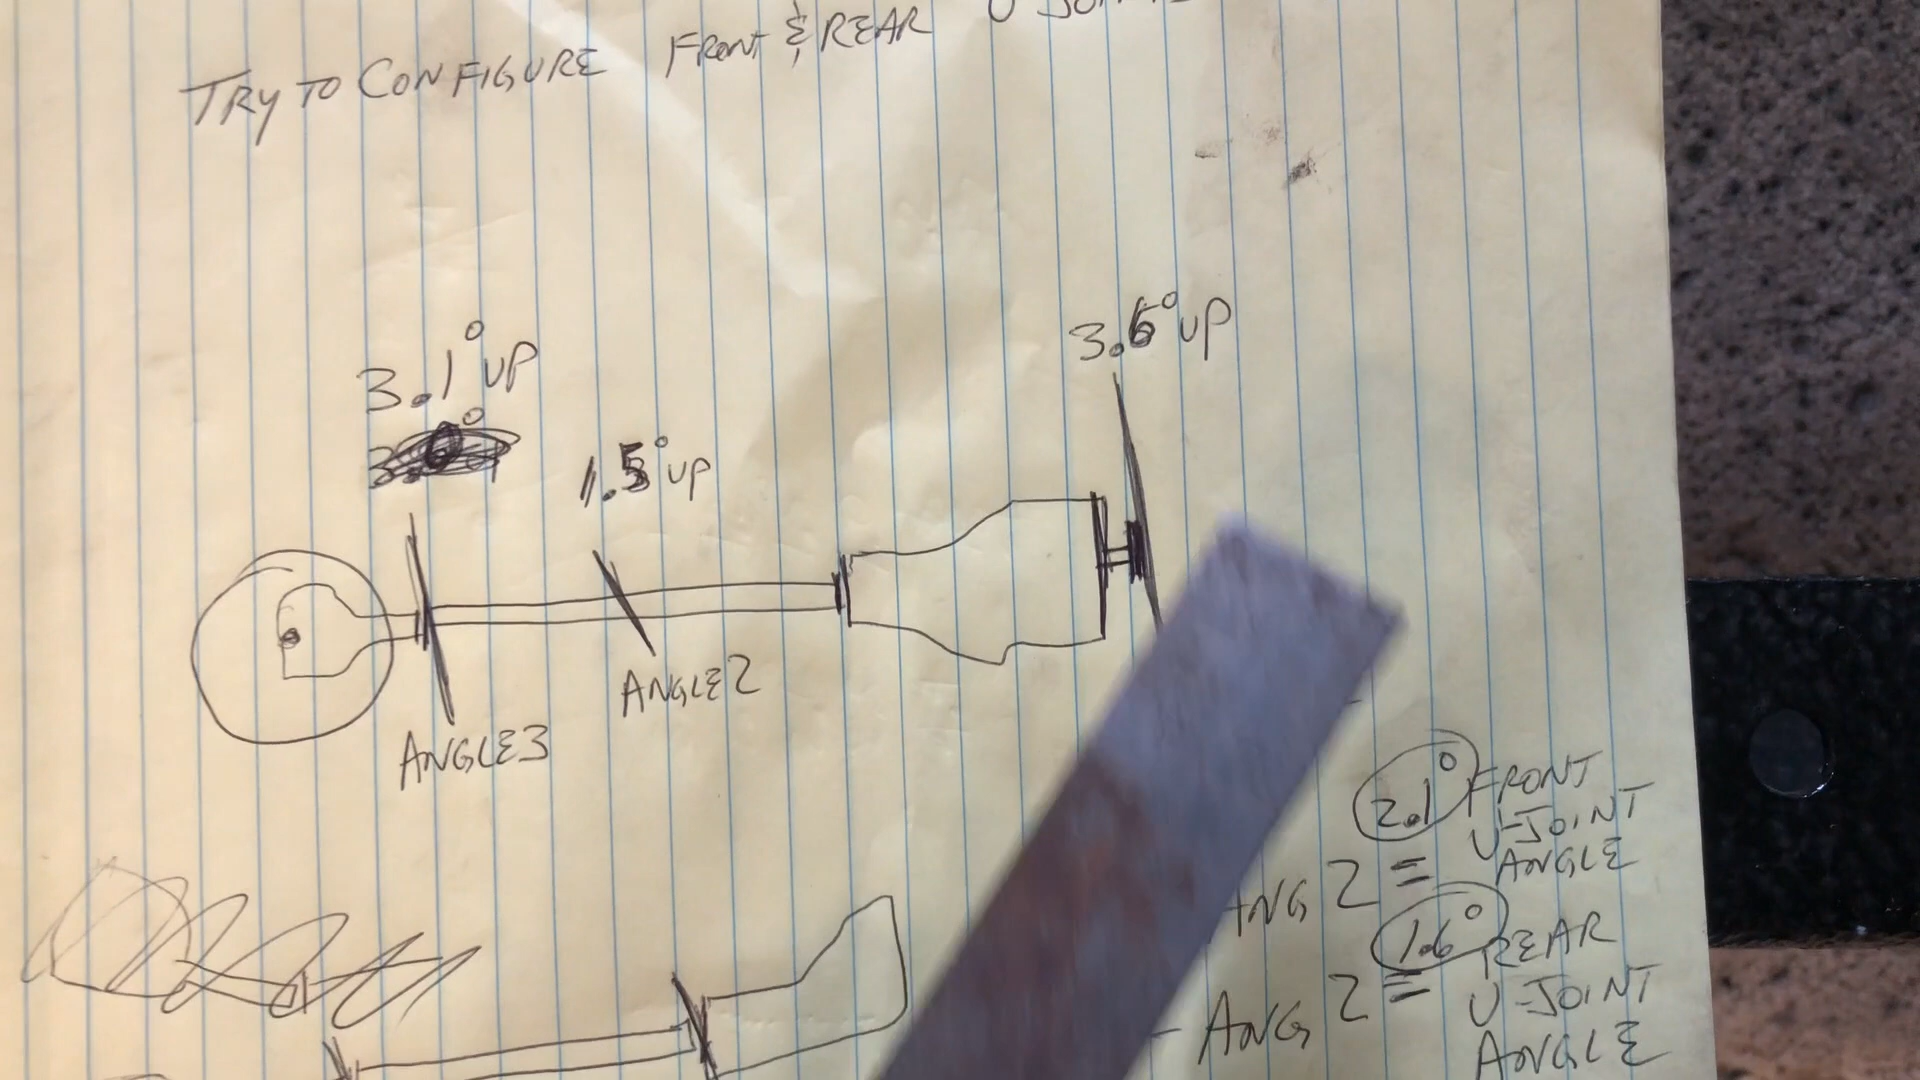 TRY TO CONFIGURE FRONT & REAR
3.6° UP
3.1° UP
1.5° UP
ANGLE 2
ANGLE 3
2.1° FRONT
U-JOINT
ANG 2 = ANGLE
1.6° REAR
- ANG 2 = U-JOINT
ANGLE